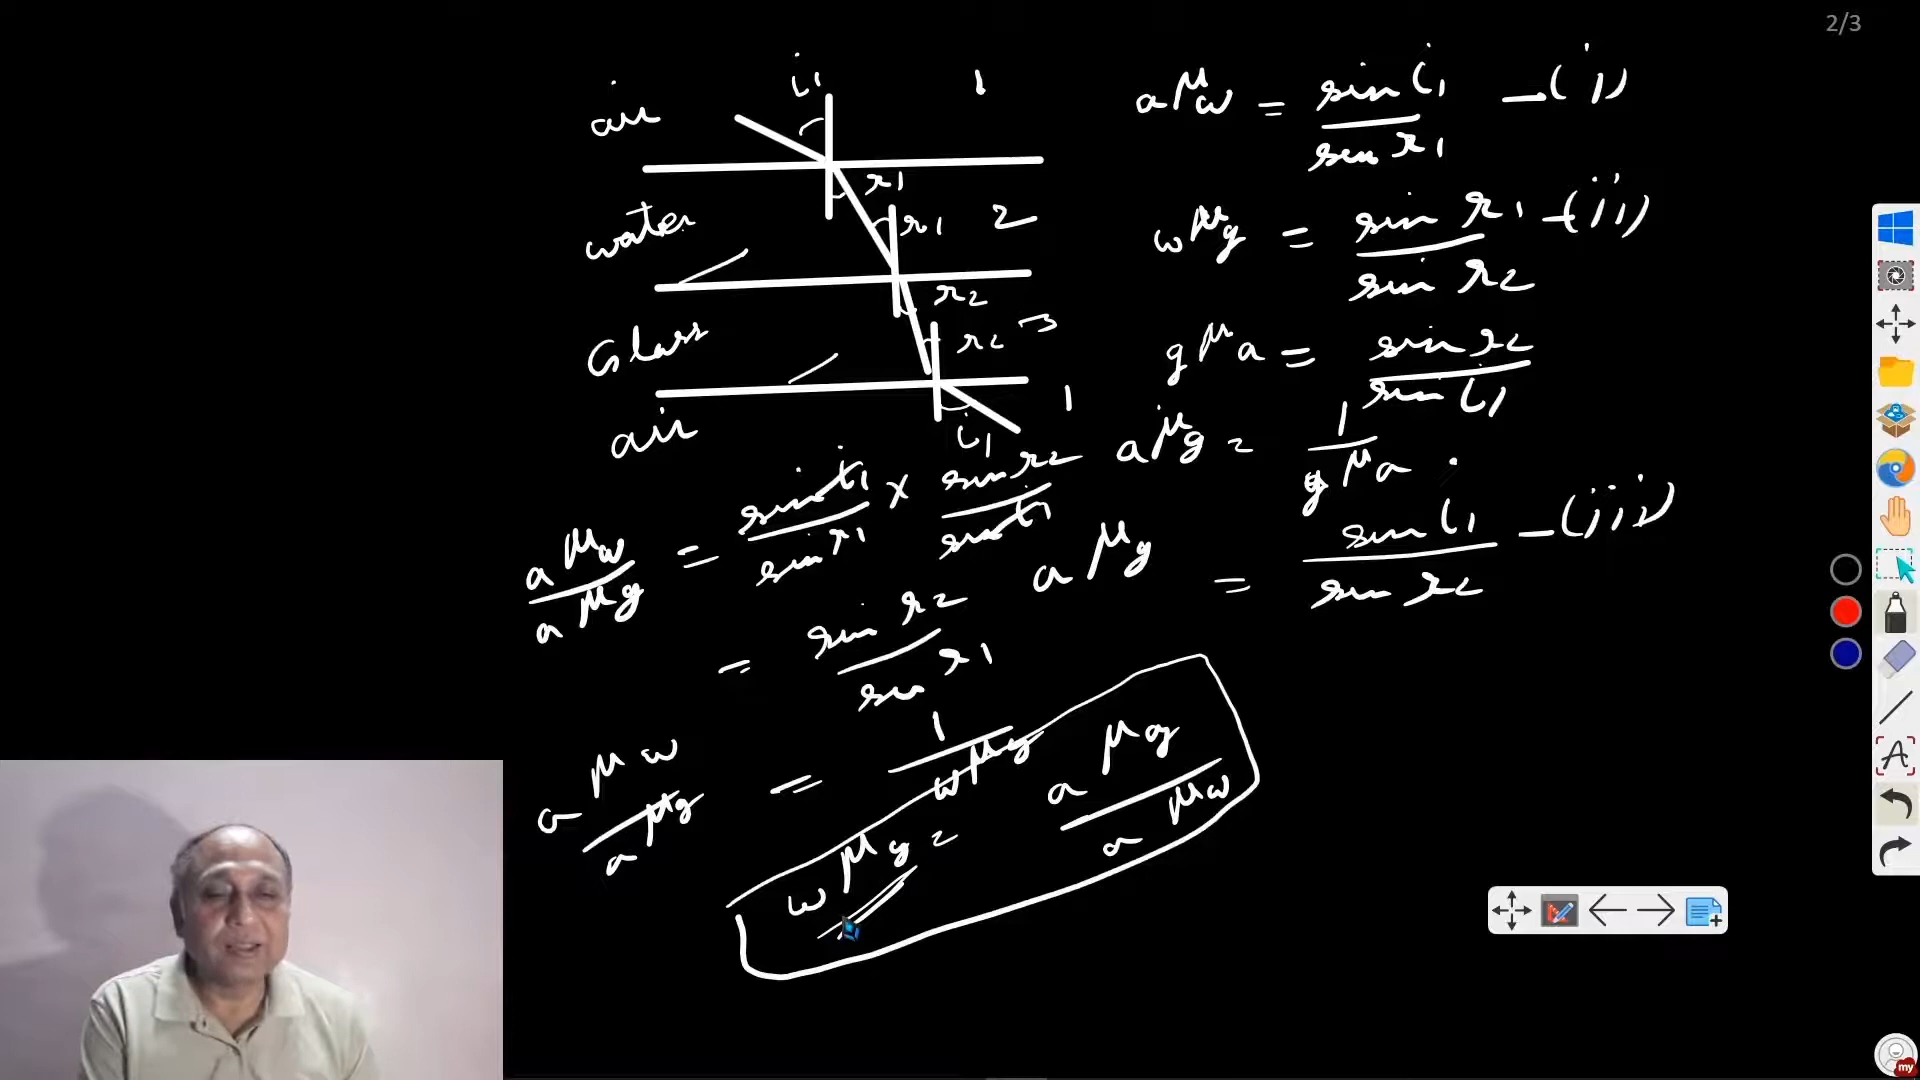 2/3
air i₁ 1
r₁
water r₁ 2
r₂
Glass r₂ 3
air i₁ 1
aμw = sin i₁ / sin r₁ —(i)
wμg = sin r₁ / sin r₂ —(ii)
gμa = sin r₂ / sin i₁
aμg = 1 / gμa
aμg = sin i₁ / sin r₂ —(iii)
aμw / aμg = sin i₁ / sin r₁ × sin r₂ / sin i₁
= sin r₂ / sin r₁
aμw / aμg = 1 / wμg
wμg = aμg / aμw
A
my